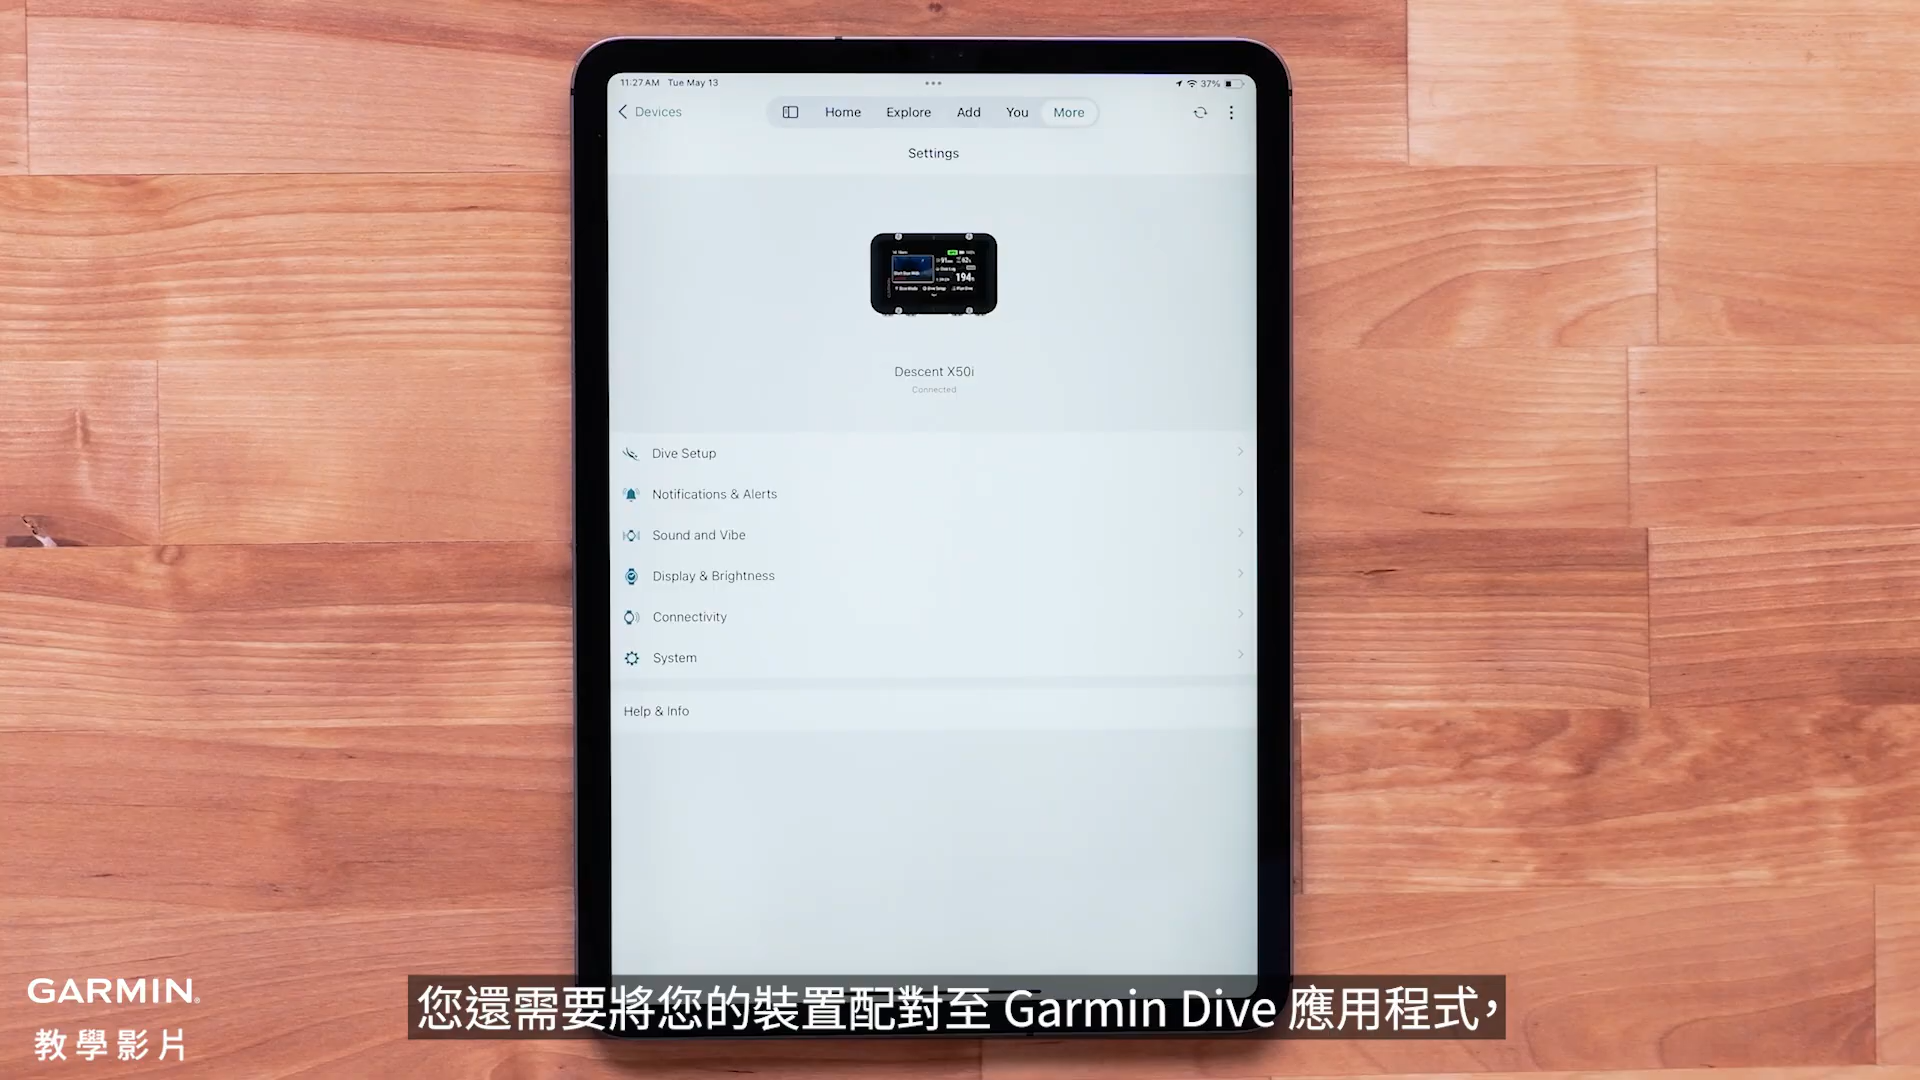 11:27 AM Tue May 13
37%
Devices
Home
Explore
Add
You
More
Settings
194
Descent X50i
Connected
Dive Setup
Notifications & Alerts
Sound and Vibe
Display & Brightness
Connectivity
System
Help & Info
您還需要將您的裝置配對至 Garmin Dive 應用程式，
GARMIN
教學影片